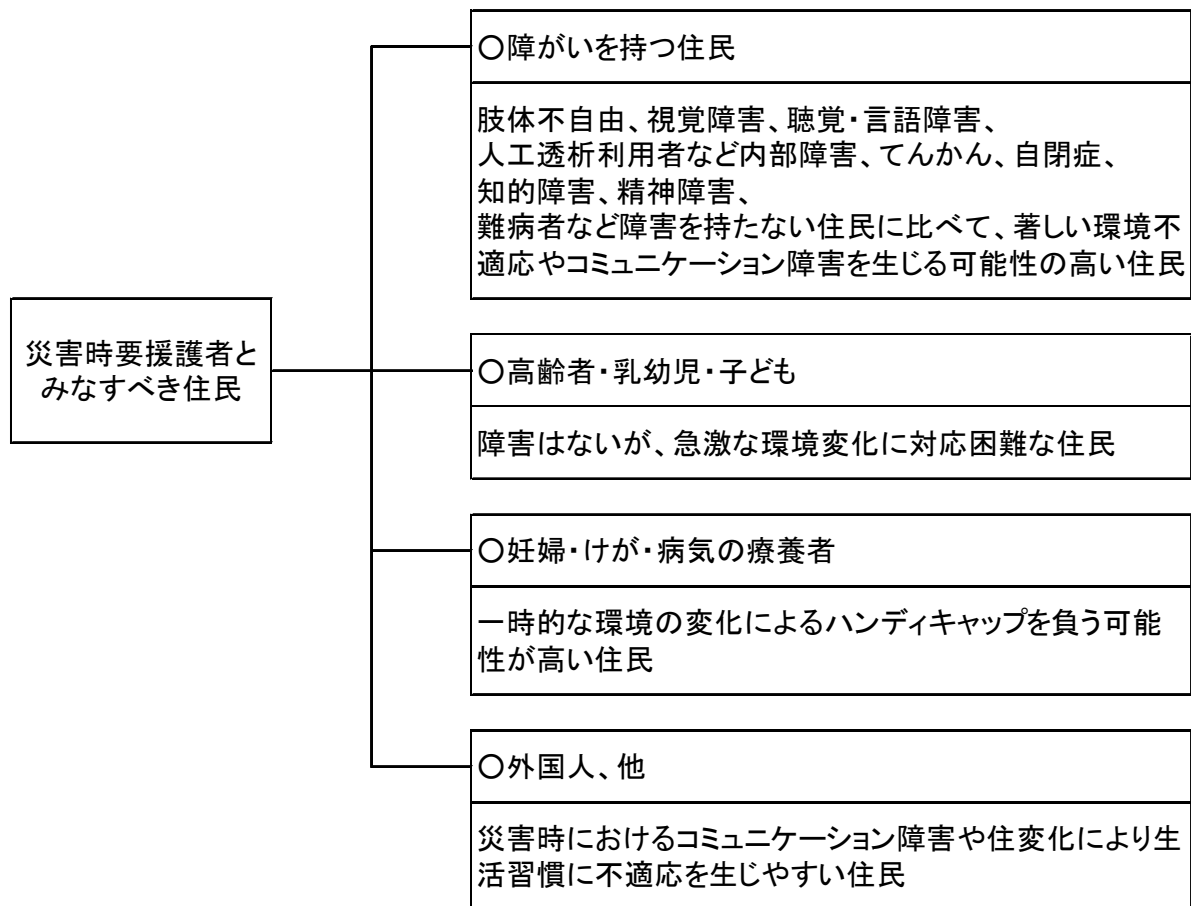 〇障がいを持つ住民
肢体不自由、視覚障害、聴覚・言語障害、
人工透析利用者など内部障害、てんかん、自閉症、
知的障害、精神障害、
難病者など障害を持たない住民に比べて、著しい環境不
適応やコミュニケーション障害を生じる可能性の高い住民
災害時要援護者と
みなすべき住民
〇高齢者・乳幼児・子ども
障害はないが、急激な環境変化に対応困難な住民
〇妊婦・けが・病気の療養者
一時的な環境の変化によるハンディキャップを負う可能
性が高い住民
〇外国人、他
災害時におけるコミュニケーション障害や住変化により生
活習慣に不適応を生じやすい住民